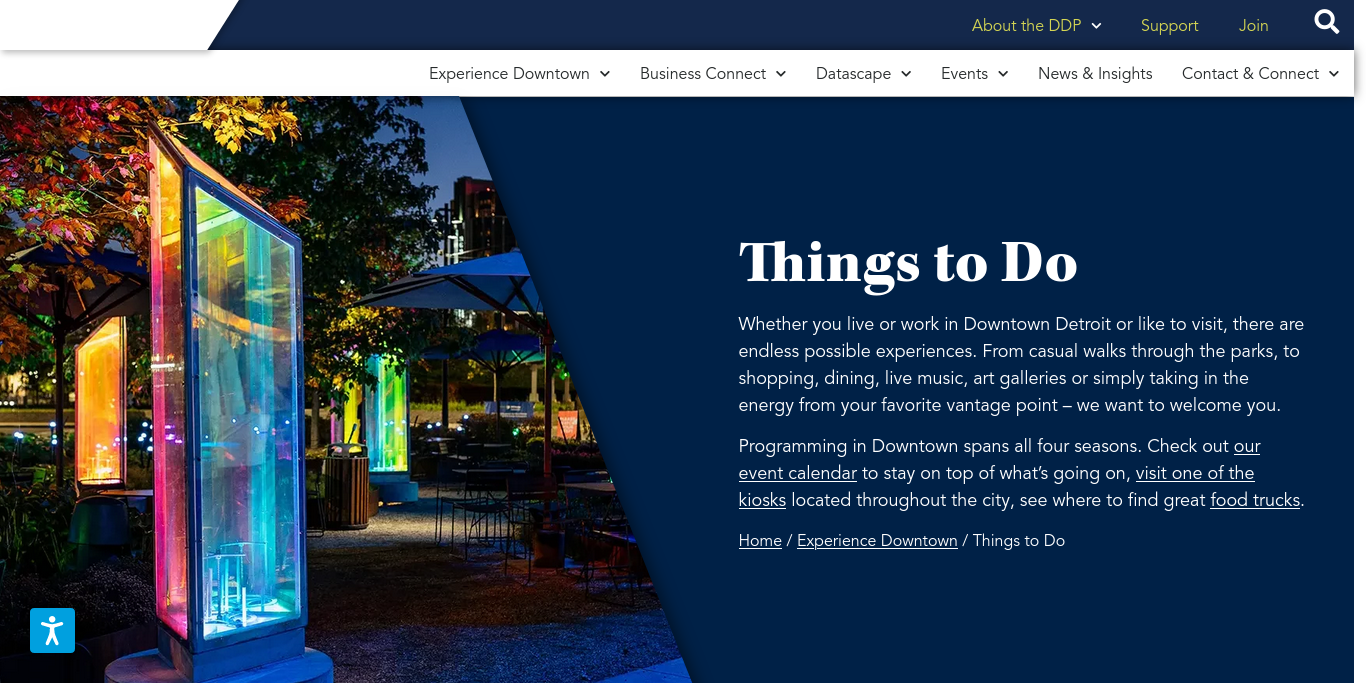 About the DDP
Support
Join
Experience Downtown
Business Connect
Datascape
Events
News & Insights
Contact & Connect
Things to Do
Whether you live or work in Downtown Detroit or like to visit, there are
endless possible experiences. From casual walks through the parks, to
shopping, dining, live music, art galleries or simply taking in the
energy from your favorite vantage point – we want to welcome you.
Programming in Downtown spans all four seasons. Check out our
event calendar to stay on top of what’s going on, visit one of the
kiosks located throughout the city, see where to find great food trucks.
Home / Experience Downtown / Things to Do